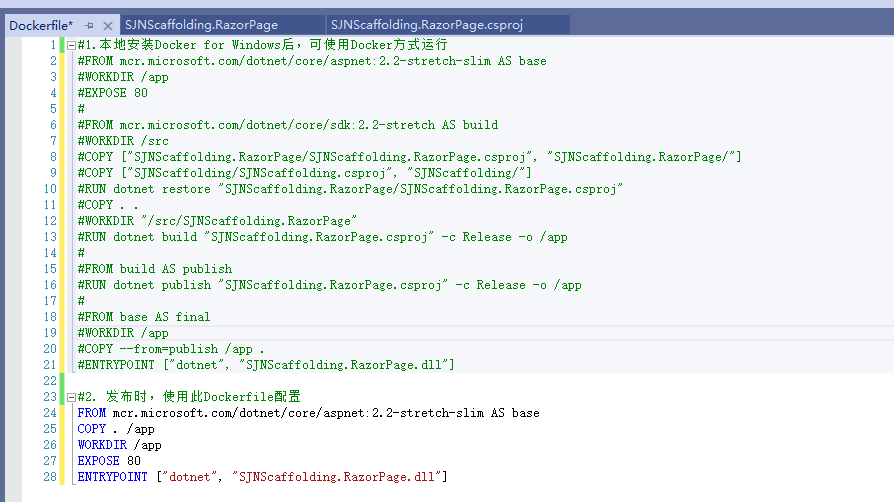 Dockerfile* SJNScaffolding.RazorPage SJNScaffolding.RazorPage.csproj
1 #1.本地安装Docker for Windows后，可使用Docker方式运行
2 #FROM mcr.microsoft.com/dotnet/core/aspnet:2.2-stretch-slim AS base
3 #WORKDIR /app
4 #EXPOSE 80
5 #
6 #FROM mcr.microsoft.com/dotnet/core/sdk:2.2-stretch AS build
7 #WORKDIR /src
8 #COPY ["SJNScaffolding.RazorPage/SJNScaffolding.RazorPage.csproj", "SJNScaffolding.RazorPage/"]
9 #COPY ["SJNScaffolding/SJNScaffolding.csproj", "SJNScaffolding/"]
10 #RUN dotnet restore "SJNScaffolding.RazorPage/SJNScaffolding.RazorPage.csproj"
11 #COPY . .
12 #WORKDIR "/src/SJNScaffolding.RazorPage"
13 #RUN dotnet build "SJNScaffolding.RazorPage.csproj" -c Release -o /app
14 #
15 #FROM build AS publish
16 #RUN dotnet publish "SJNScaffolding.RazorPage.csproj" -c Release -o /app
17 #
18 #FROM base AS final
19 #WORKDIR /app
20 #COPY --from=publish /app .
21 #ENTRYPOINT ["dotnet", "SJNScaffolding.RazorPage.dll"]
22
23 #2. 发布时，使用此Dockerfile配置
24 FROM mcr.microsoft.com/dotnet/core/aspnet:2.2-stretch-slim AS base
25 COPY . /app
26 WORKDIR /app
27 EXPOSE 80
28 ENTRYPOINT ["dotnet", "SJNScaffolding.RazorPage.dll"]